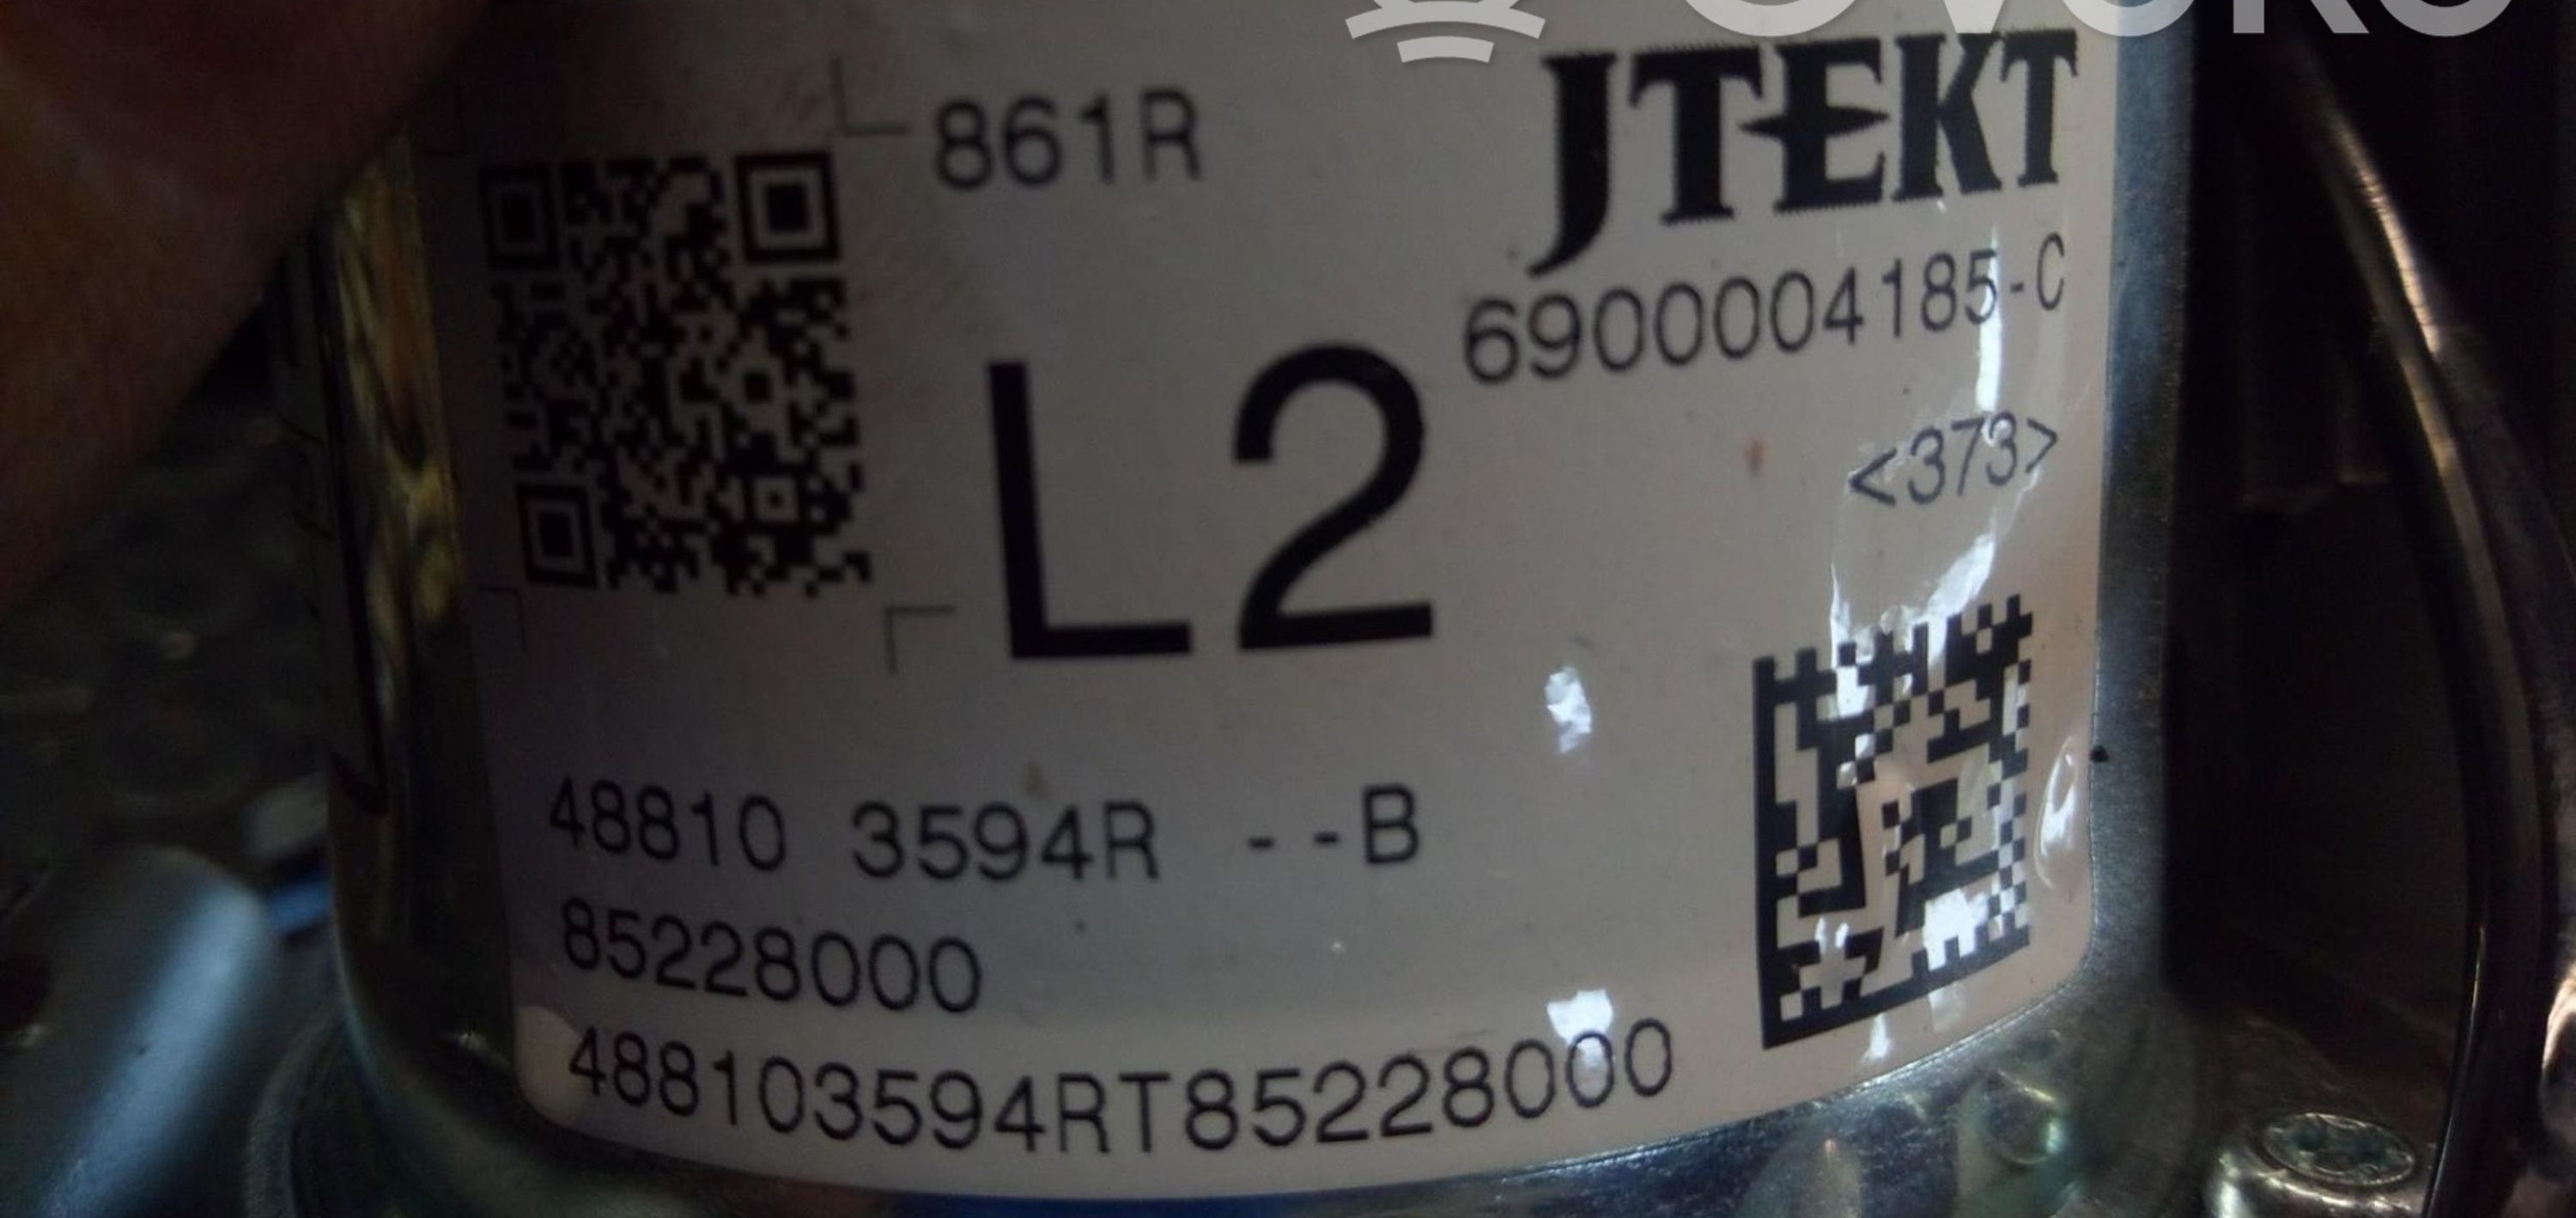 861R
JTEKT
6900004185-C
L2
<373>
48810 3594R --B
85228000
488103594RT85228000